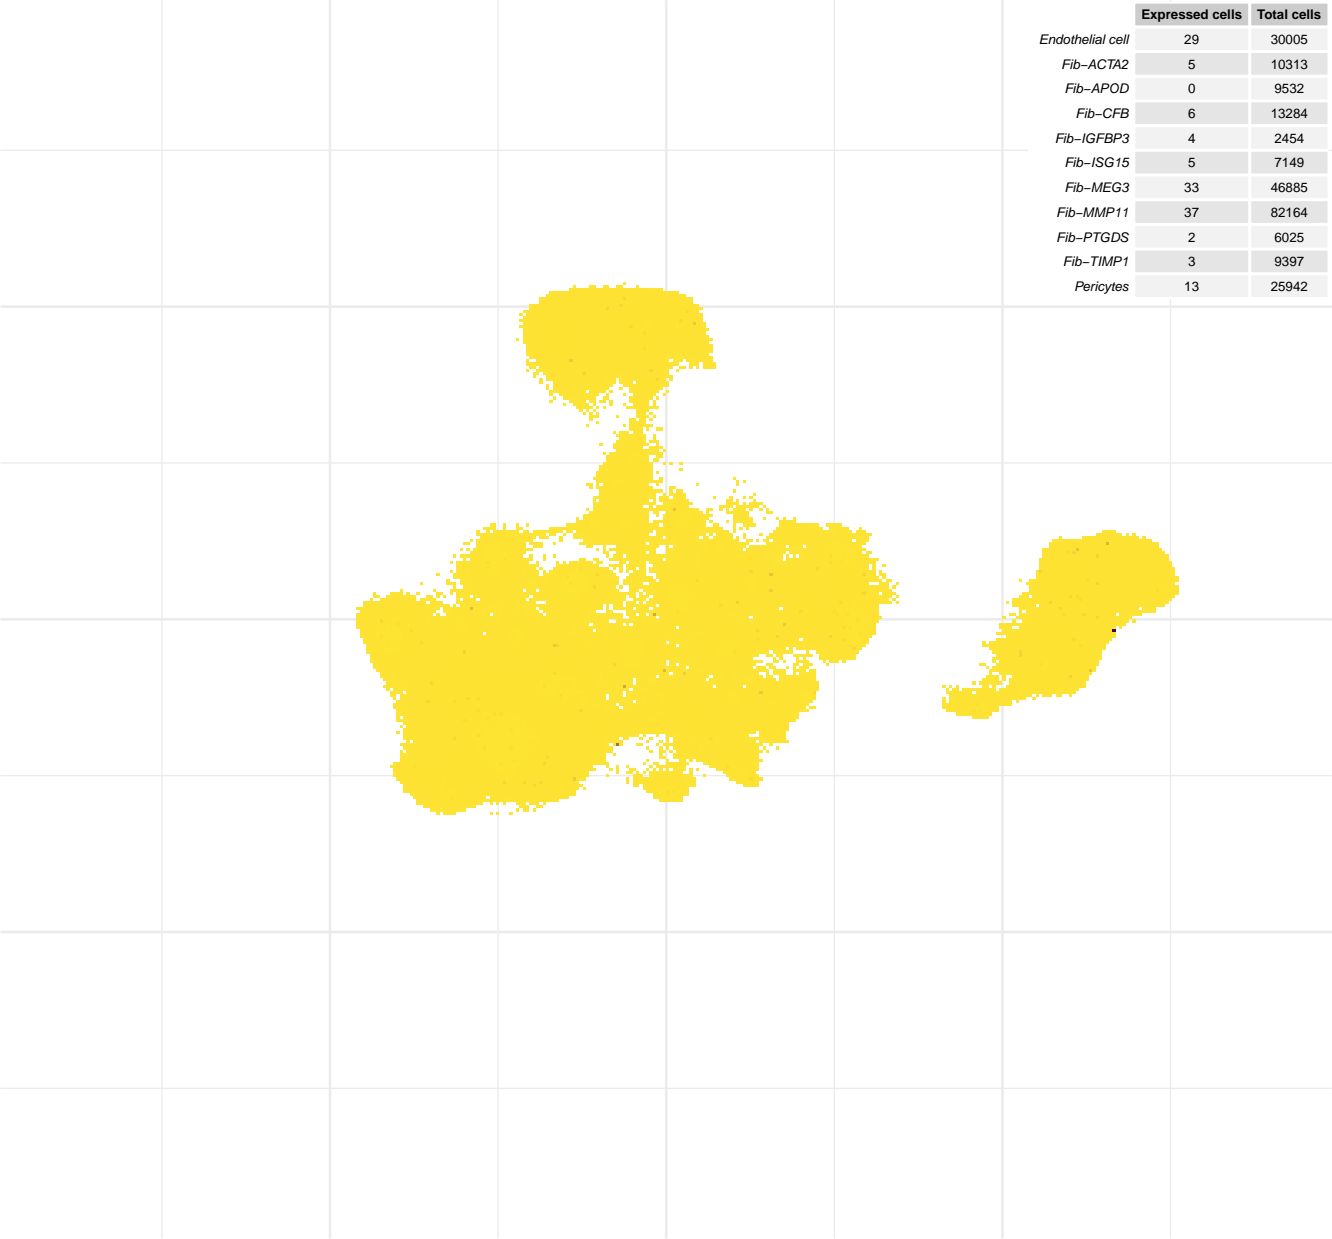 Expressed cells Total cells
Endothelial cell 29 30005
Fib−ACTA2 5 10313
Fib−APOD 0 9532
Fib−CFB 6 13284
Fib−IGFBP3 4 2454
Fib−ISG15 5 7149
Fib−MEG3 33 46885
Fib−MMP11 37 82164
Fib−PTGDS 2 6025
Fib−TIMP1 3 9397
Pericytes 13 25942